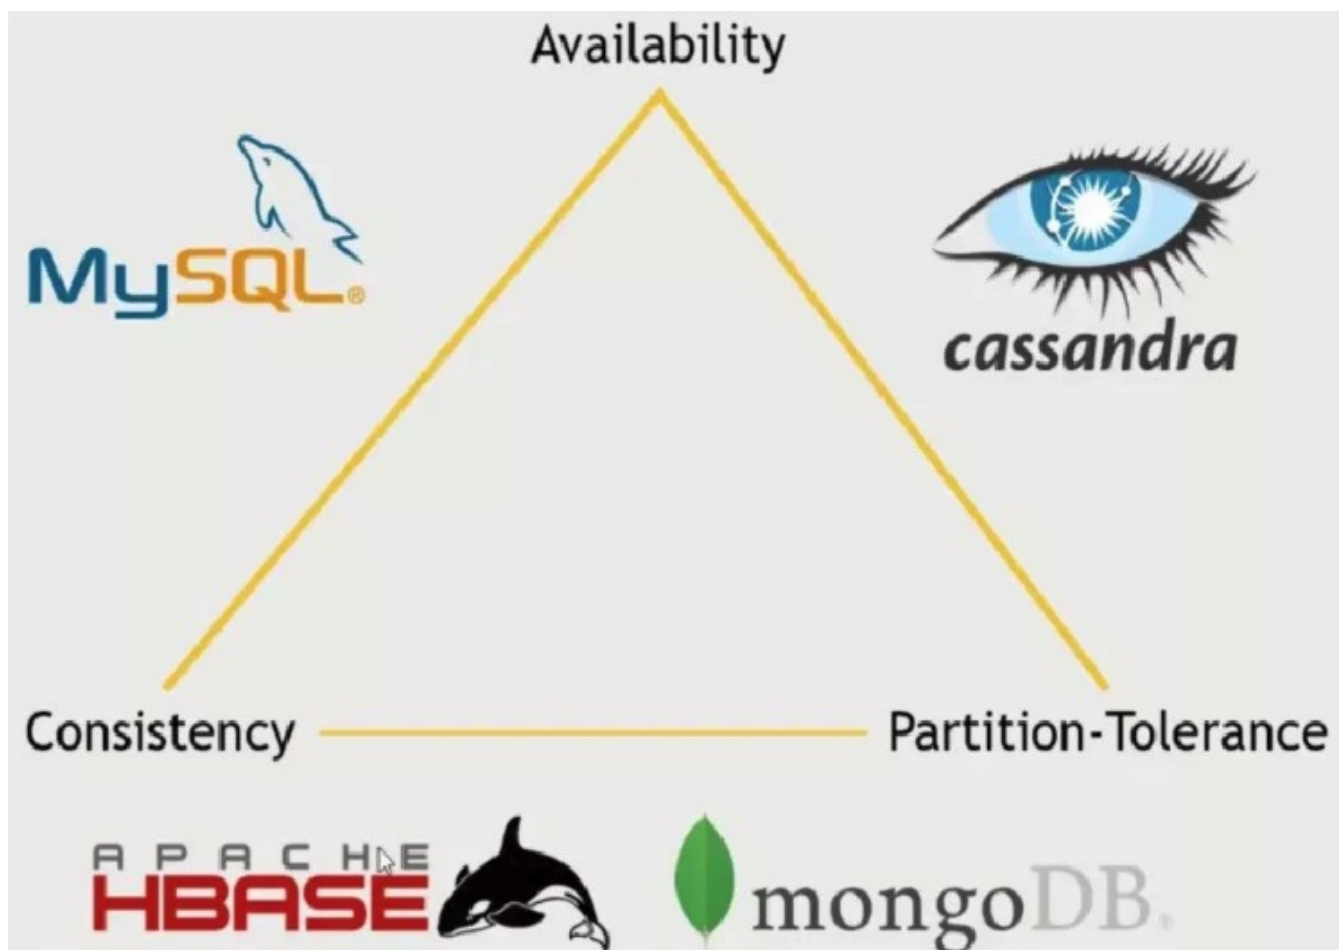 Availability
MySQL®
cassandra
Consistency
Partition-Tolerance
APACHE
HBASE
mongoDB